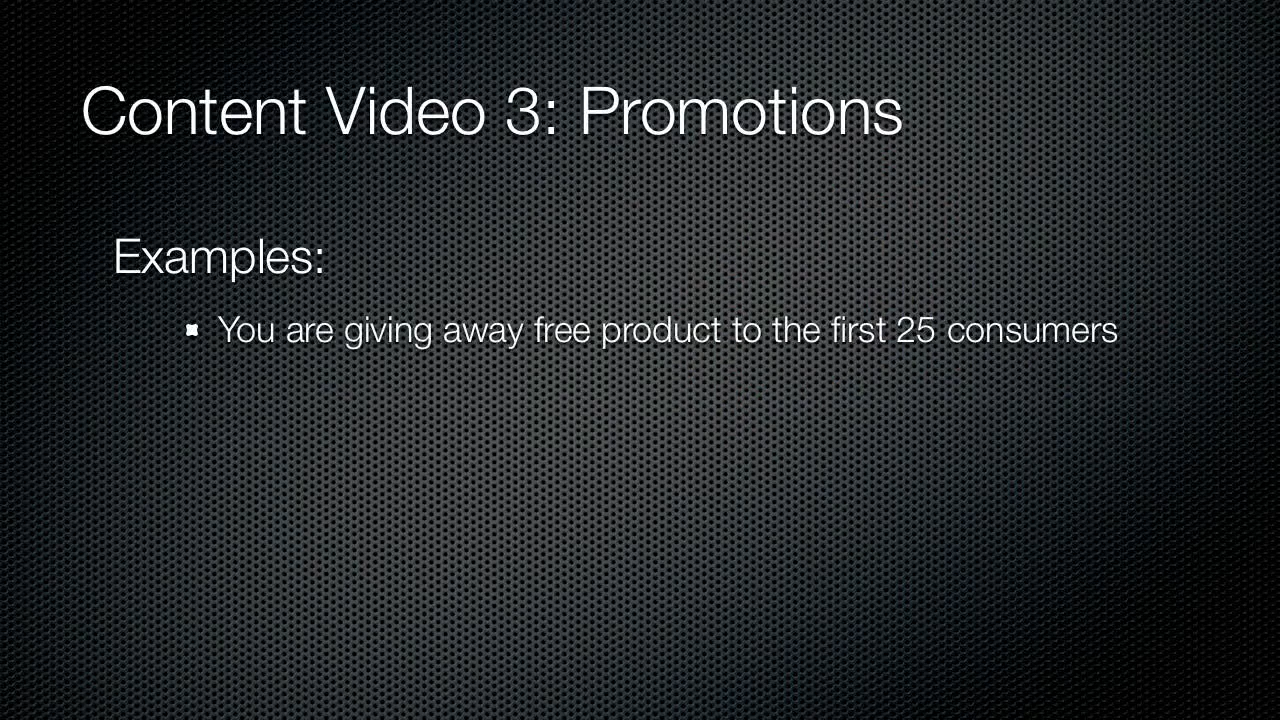 Content Video 3: Promotions
Examples:
You are giving away free product to the first 25 consumers